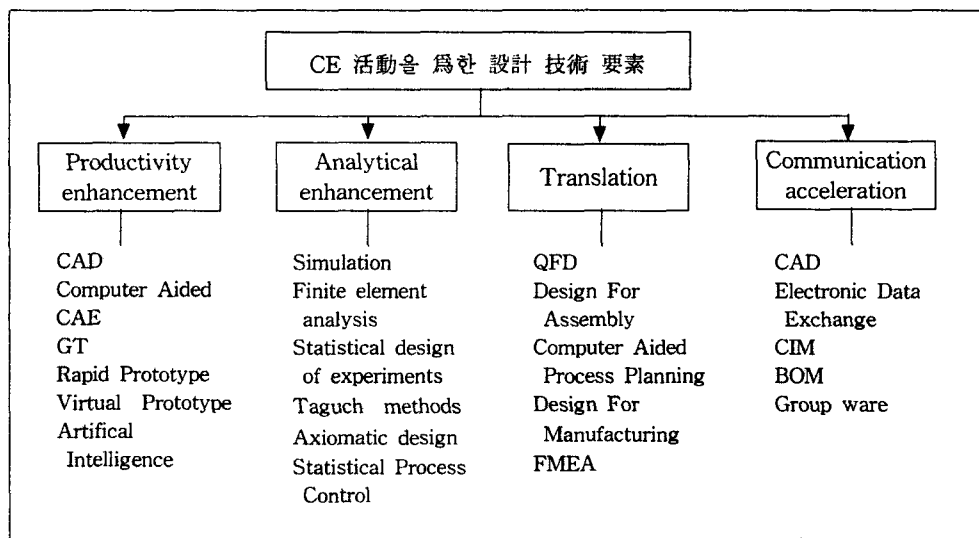 CE 活動을 爲한 設計 技術 要素
Productivity
enhancement
Analytical
enhancement
Translation
Communication
acceleration
CAD
Computer Aided
CAE
GT
Rapid Prototype
Virtual Prototype
Artifical
Intelligence
Simulation
Finite element
analysis
Statistical design
of experiments
Taguch methods
Axiomatic design
Statistical Process
Control
QFD
Design For
Assembly
Computer Aided
Process Planning
Design For
Manufacturing
FMEA
CAD
Electronic Data
Exchange
CIM
BOM
Group ware